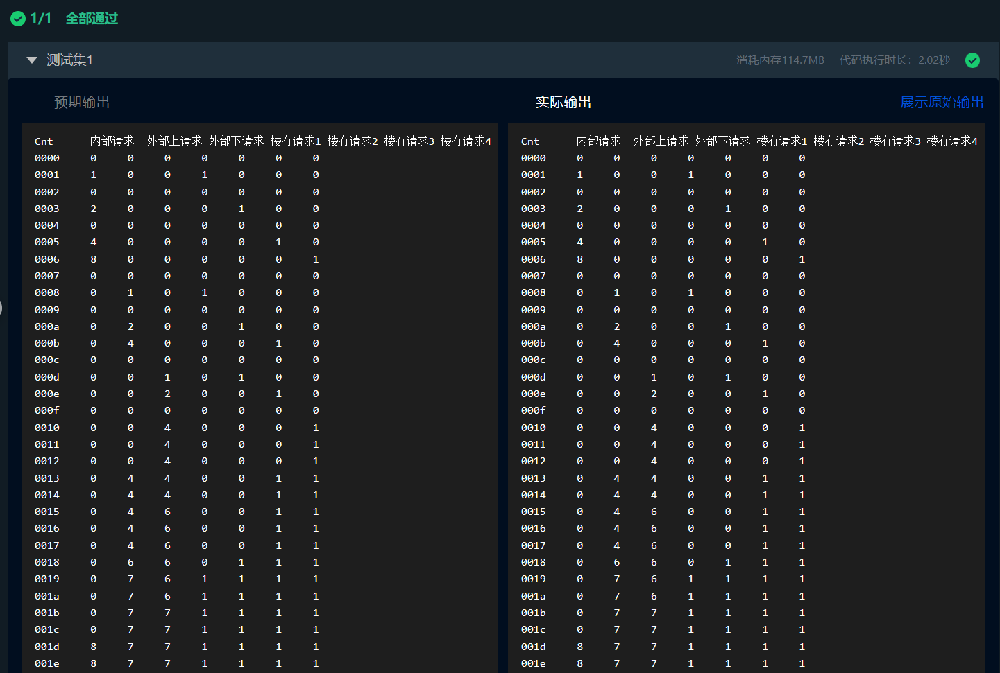 1/1 全部通过
测试集1 消耗内存114.7MB 代码执行时长：2.02秒
—— 预期输出 ——
Cnt 内部请求 外部上请求 外部下请求 楼有请求1 楼有请求2 楼有请求3 楼有请求4
0000 0 0 0 0 0 0 0
0001 1 0 0 1 0 0 0
0002 0 0 0 0 0 0 0
0003 2 0 0 0 1 0 0
0004 0 0 0 0 0 0 0
0005 4 0 0 0 0 1 0
0006 8 0 0 0 0 0 1
0007 0 0 0 0 0 0 0
0008 0 1 0 1 0 0 0
0009 0 0 0 0 0 0 0
000a 0 2 0 0 1 0 0
000b 0 4 0 0 0 1 0
000c 0 0 0 0 0 0 0
000d 0 0 1 0 1 0 0
000e 0 0 2 0 0 1 0
000f 0 0 0 0 0 0 0
0010 0 0 4 0 0 0 1
0011 0 0 4 0 0 0 1
0012 0 0 4 0 0 0 1
0013 0 4 4 0 0 1 1
0014 0 4 4 0 0 1 1
0015 0 4 6 0 0 1 1
0016 0 4 6 0 0 1 1
0017 0 4 6 0 0 1 1
0018 0 6 6 0 1 1 1
0019 0 7 6 1 1 1 1
001a 0 7 6 1 1 1 1
001b 0 7 7 1 1 1 1
001c 0 7 7 1 1 1 1
001d 8 7 7 1 1 1 1
001e 8 7 7 1 1 1 1
—— 实际输出 —— 展示原始输出
Cnt 内部请求 外部上请求 外部下请求 楼有请求1 楼有请求2 楼有请求3 楼有请求4
0000 0 0 0 0 0 0 0
0001 1 0 0 1 0 0 0
0002 0 0 0 0 0 0 0
0003 2 0 0 0 1 0 0
0004 0 0 0 0 0 0 0
0005 4 0 0 0 0 1 0
0006 8 0 0 0 0 0 1
0007 0 0 0 0 0 0 0
0008 0 1 0 1 0 0 0
0009 0 0 0 0 0 0 0
000a 0 2 0 0 1 0 0
000b 0 4 0 0 0 1 0
000c 0 0 0 0 0 0 0
000d 0 0 1 0 1 0 0
000e 0 0 2 0 0 1 0
000f 0 0 0 0 0 0 0
0010 0 0 4 0 0 0 1
0011 0 0 4 0 0 0 1
0012 0 0 4 0 0 0 1
0013 0 4 4 0 0 1 1
0014 0 4 4 0 0 1 1
0015 0 4 6 0 0 1 1
0016 0 4 6 0 0 1 1
0017 0 4 6 0 0 1 1
0018 0 6 6 0 1 1 1
0019 0 7 6 1 1 1 1
001a 0 7 6 1 1 1 1
001b 0 7 7 1 1 1 1
001c 0 7 7 1 1 1 1
001d 8 7 7 1 1 1 1
001e 8 7 7 1 1 1 1